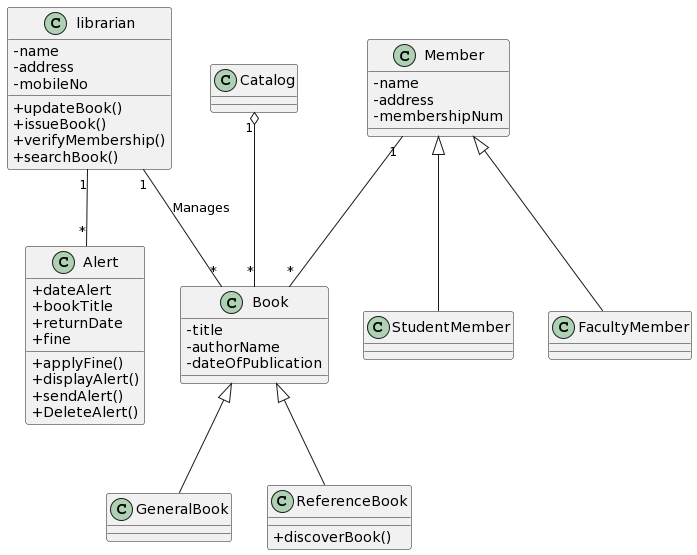 C librarian
-name
-address
-mobileNo
+updateBook()
+issueBook()
+verifyMembership()
+searchBook()
C Catalog
C Member
-name
-address
-membershipNum
1
1
1
1
Manages
*
*
*
*
C Alert
+dateAlert
+bookTitle
+returnDate
+fine
+applyFine()
+displayAlert()
+sendAlert()
+DeleteAlert()
C Book
-title
-authorName
-dateOfPublication
C StudentMember
C FacultyMember
C GeneralBook
C ReferenceBook
+discoverBook()